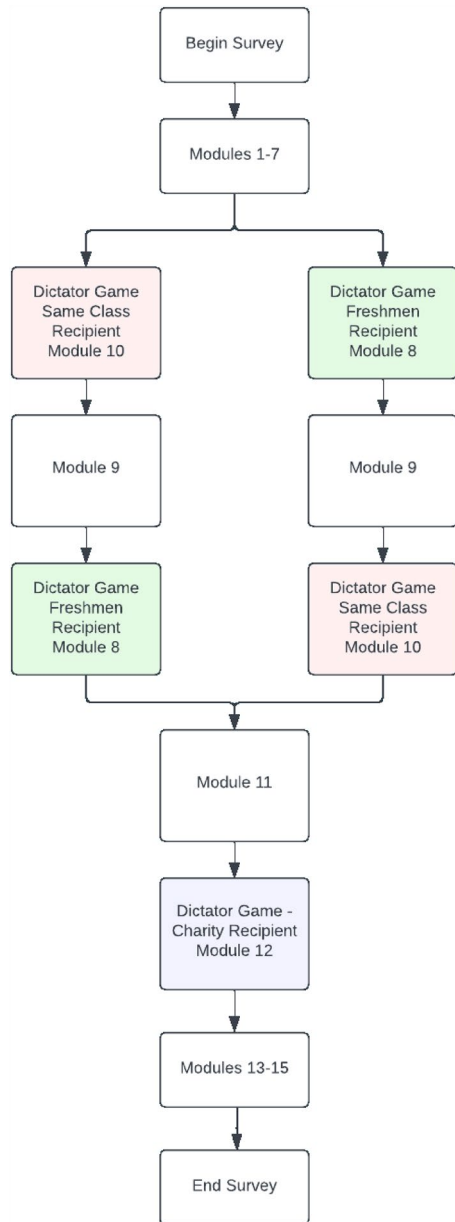 Begin Survey
Modules 1-7
Dictator Game
Same Class
Recipient
Module 10
Dictator Game
Freshmen
Recipient
Module 8
Module 9
Module 9
Dictator Game
Freshmen
Recipient
Module 8
Dictator Game
Same Class
Recipient
Module 10
Module 11
Dictator Game -
Charity Recipient
Module 12
Modules 13-15
End Survey